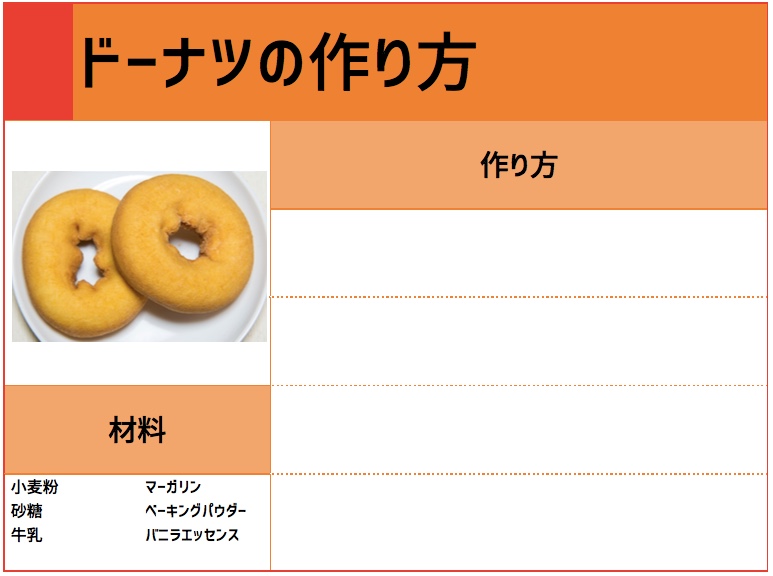 ドーナツの作り方
作り方
材料
小麦粉 マーガリン
砂糖 ベーキングパウダー
牛乳 バニラエッセンス